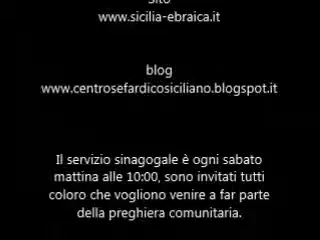 sito
www.sicilia-ebraica.it
blog
www.centrosefardicosiciliano.blogspot.it
Il servizio sinagogale è ogni sabato
mattina alle 10:00, sono invitati tutti
coloro che vogliono venire a far parte
della preghiera comunitaria.